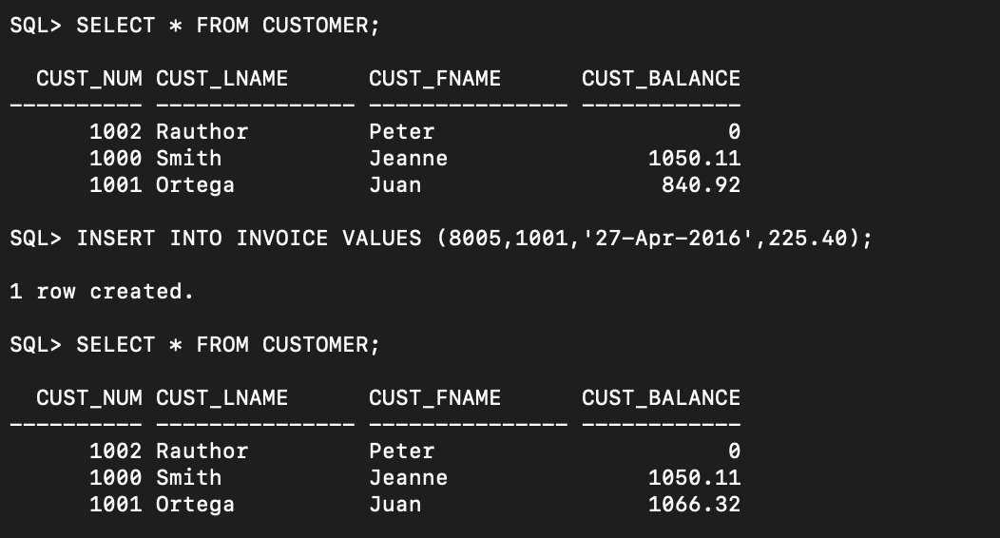 SQL> SELECT * FROM CUSTOMER;
  CUST_NUM CUST_LNAME      CUST_FNAME      CUST_BALANCE
---------- --------------- --------------- ------------
      1002 Rauthor         Peter                      0
      1000 Smith           Jeanne               1050.11
      1001 Ortega          Juan                  840.92
SQL> INSERT INTO INVOICE VALUES (8005,1001,'27-Apr-2016',225.40);
1 row created.
SQL> SELECT * FROM CUSTOMER;
  CUST_NUM CUST_LNAME      CUST_FNAME      CUST_BALANCE
---------- --------------- --------------- ------------
      1002 Rauthor         Peter                      0
      1000 Smith           Jeanne               1050.11
      1001 Ortega          Juan                 1066.32